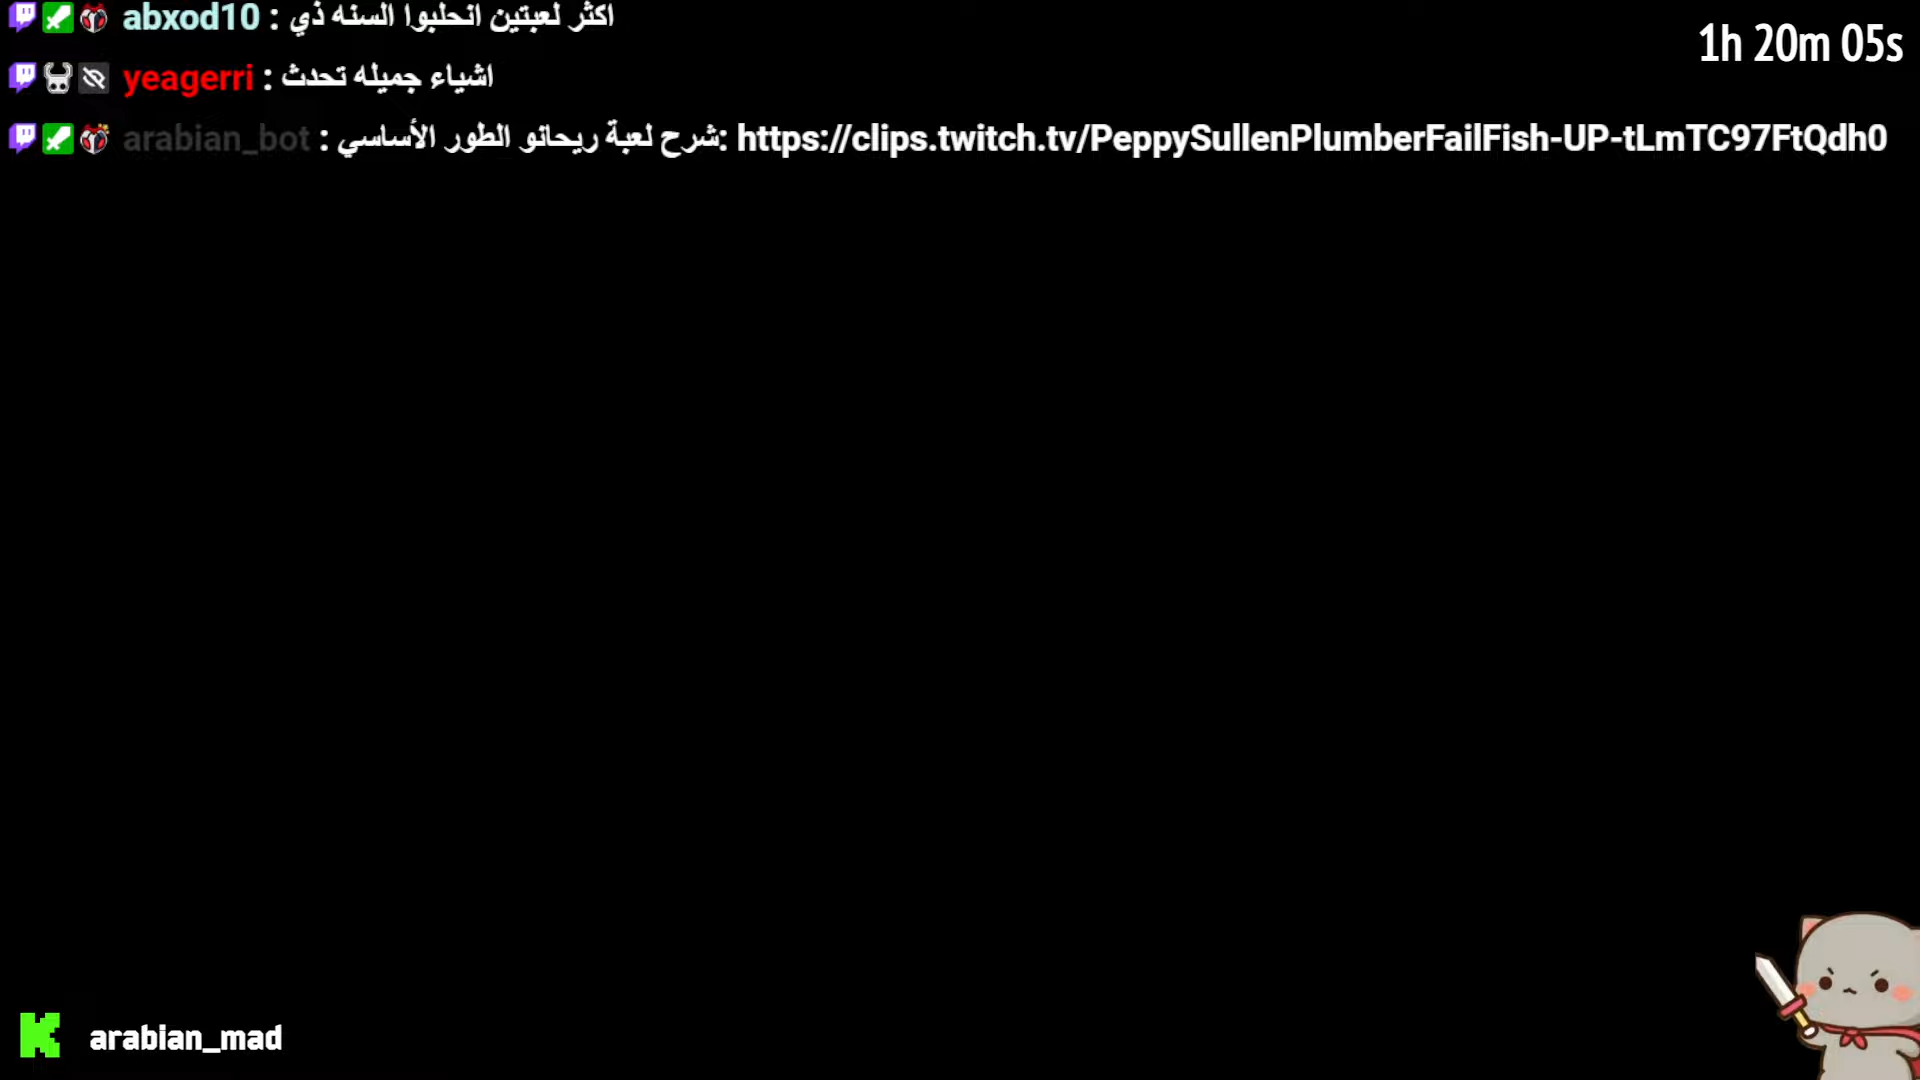 abxod10 : اكثر لعبتين انحلبوا السنه ذي
1h 20m 05s
yeagerri : اشياء جميله تحدث
arabian_bot : شرح لعبة ريحانو الطور الأساسي: https://clips.twitch.tv/PeppySullenPlumberFailFish-UP-tLmTC97FtQdh0
arabian_mad